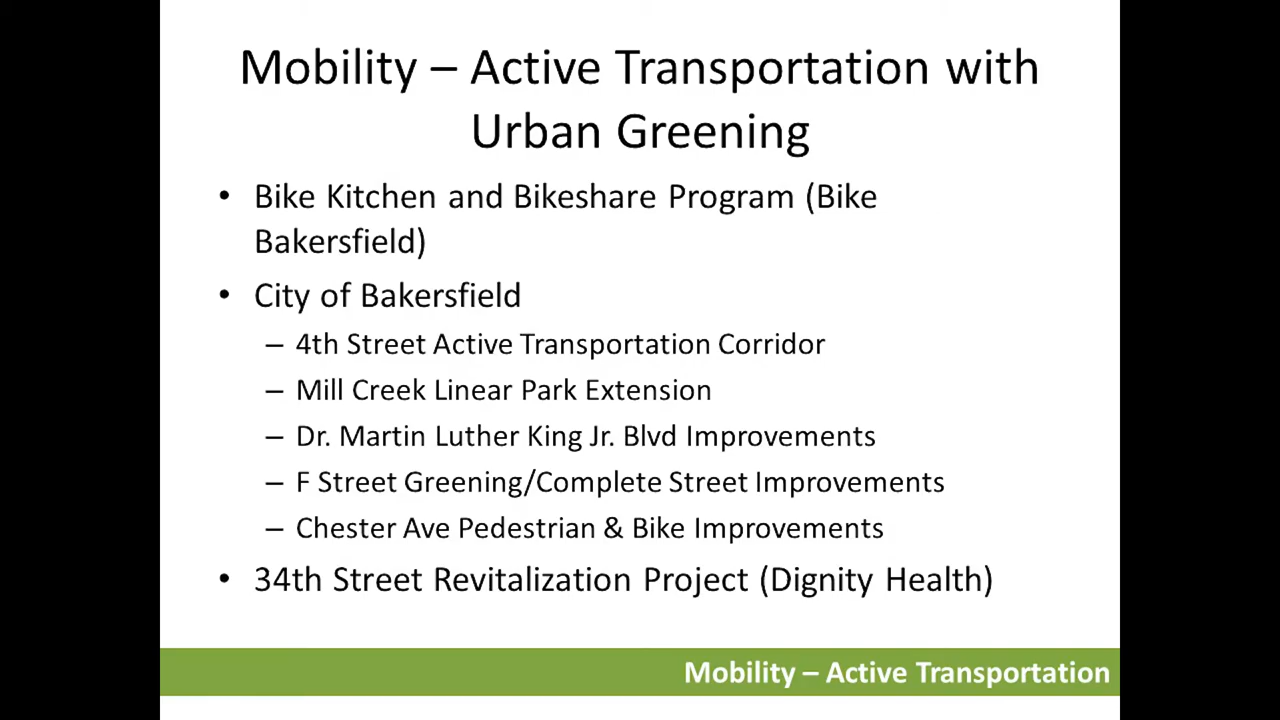 Mobility – Active Transportation with
Urban Greening
• Bike Kitchen and Bikeshare Program (Bike
Bakersfield)
• City of Bakersfield
– 4th Street Active Transportation Corridor
– Mill Creek Linear Park Extension
– Dr. Martin Luther King Jr. Blvd Improvements
– F Street Greening/Complete Street Improvements
– Chester Ave Pedestrian & Bike Improvements
• 34th Street Revitalization Project (Dignity Health)
Mobility – Active Transportation